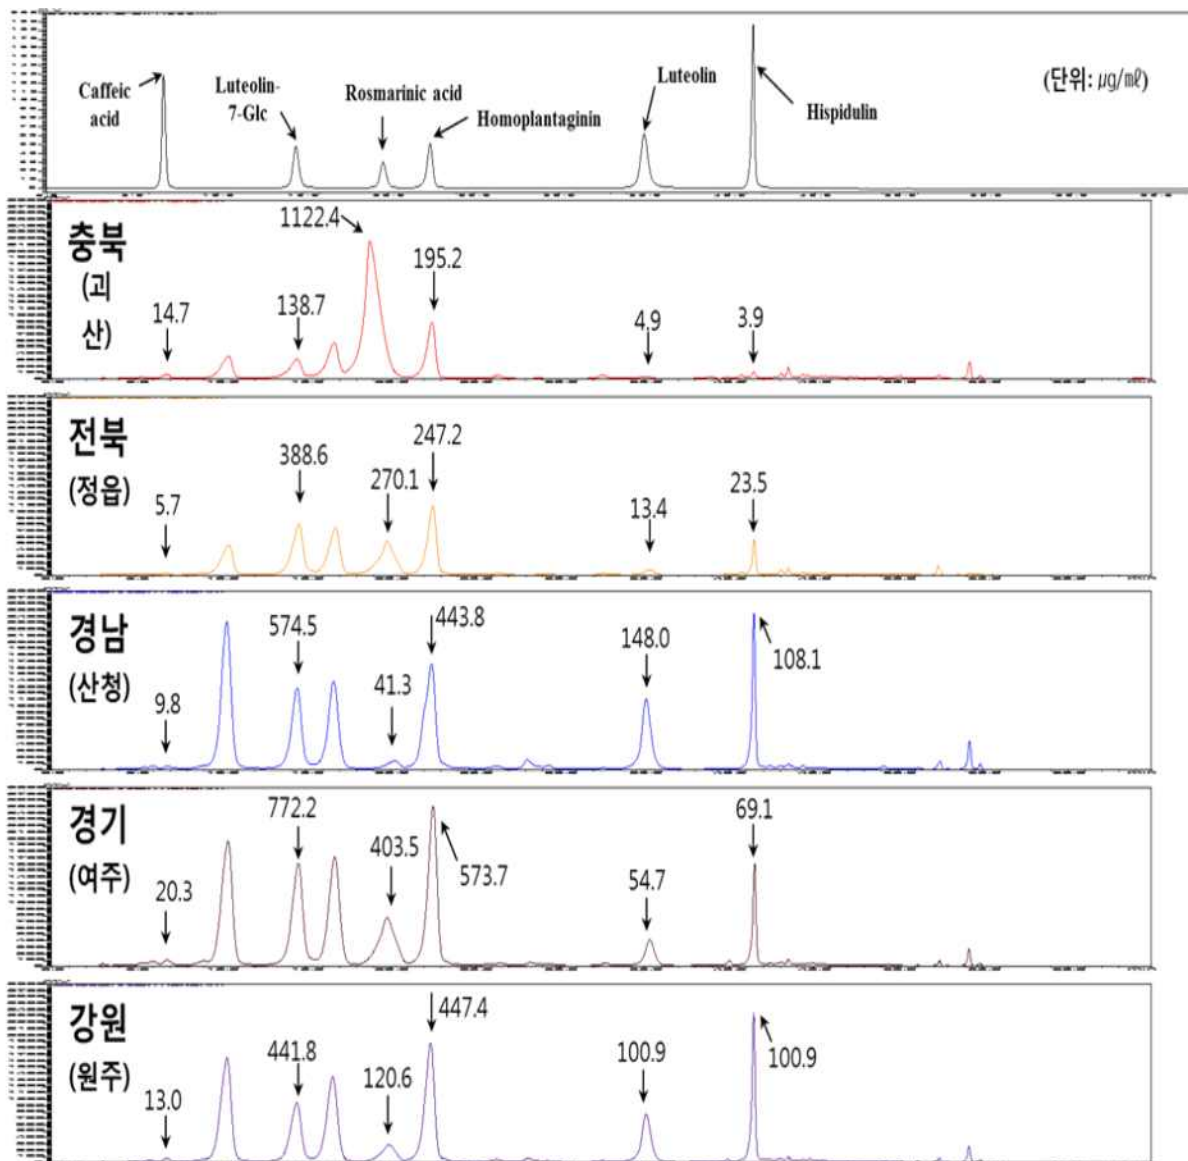 Caffeic
acid
Luteolin-
7-Glc
Rosmarinic acid
Homoplantaginin
Luteolin
Hispidulin
(단위: ㎍/㎖)
충북
(괴
산)
14.7
138.7
1122.4
195.2
4.9
3.9
전북
(정읍)
5.7
388.6
270.1
247.2
13.4
23.5
경남
(산청)
9.8
574.5
41.3
443.8
148.0
108.1
경기
(여주)
20.3
772.2
403.5
573.7
54.7
69.1
강원
(원주)
13.0
441.8
120.6
447.4
100.9
100.9